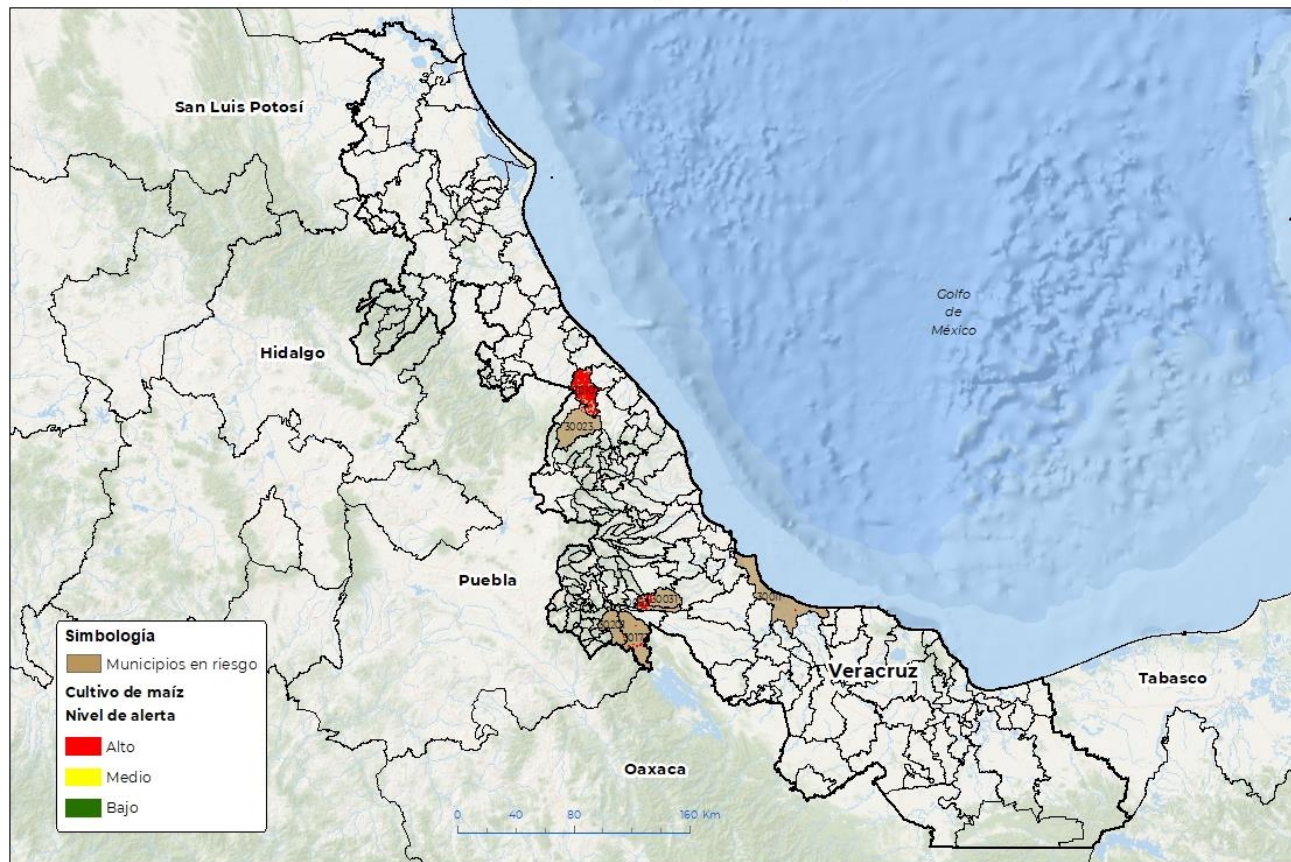 San Luis Potosí
Golfo
de
México
Hidalgo
30023
Puebla
30011
Veracruz
Tabasco
Oaxaca
0
40
80
160 Km
Simbología
Municipios en riesgo
Cultivo de maíz
Nivel de alerta
Alto
Medio
Bajo